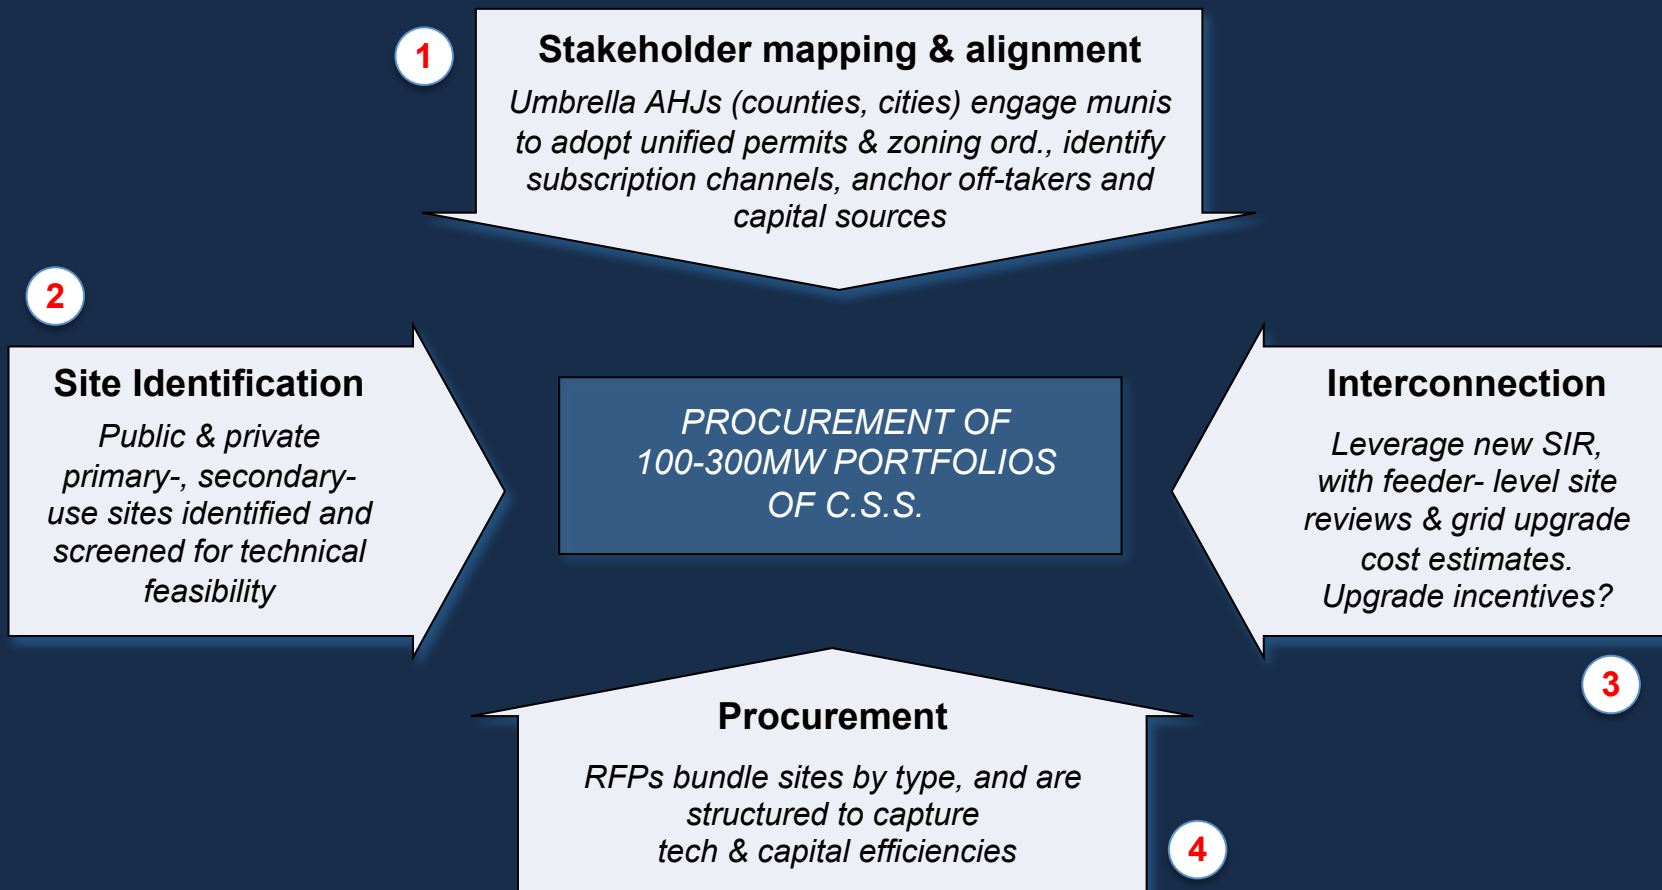 1
Stakeholder mapping & alignment
Umbrella AHJs (counties, cities) engage munis
to adopt unified permits & zoning ord., identify
subscription channels, anchor off-takers and
capital sources
2
Site Identification
Public & private
primary-, secondary-
use sites identified and
screened for technical
feasibility
PROCUREMENT OF
100-300MW PORTFOLIOS
OF C.S.S.
Interconnection
Leverage new SIR,
with feeder- level site
reviews & grid upgrade
cost estimates.
Upgrade incentives?
3
Procurement
RFPs bundle sites by type, and are
structured to capture
tech & capital efficiencies
4